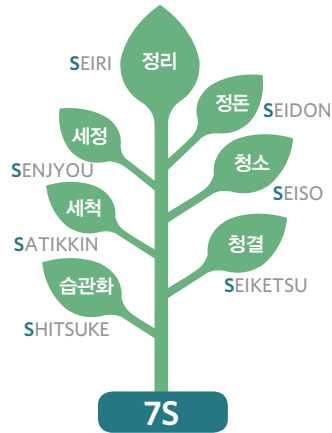 정리
SEIRI
정돈
SEIDON
세정
SENJYOU
청소
SEISO
세척
SATIKKIN
청결
SEIKETSU
습관화
SHITSUKE
7S